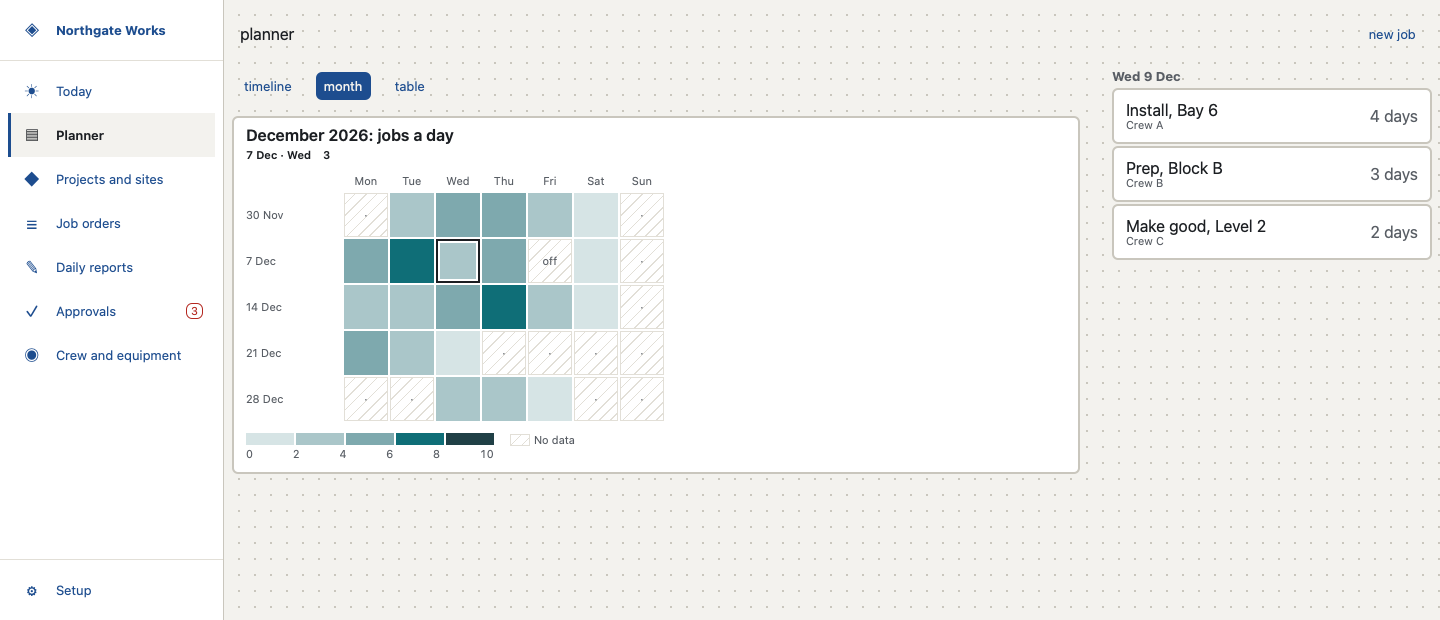 Northgate Works
Today
Planner
Projects and sites
Job orders
Daily reports
Approvals 3
Crew and equipment
Setup
planner
new job
timeline month table
December 2026: jobs a day
7 Dec · Wed 3
Mon Tue Wed Thu Fri Sat Sun
30 Nov
7 Dec off
14 Dec
21 Dec
28 Dec
0 2 4 6 8 10
No data
Wed 9 Dec
Install, Bay 6
Crew A
4 days
Prep, Block B
Crew B
3 days
Make good, Level 2
Crew C
2 days